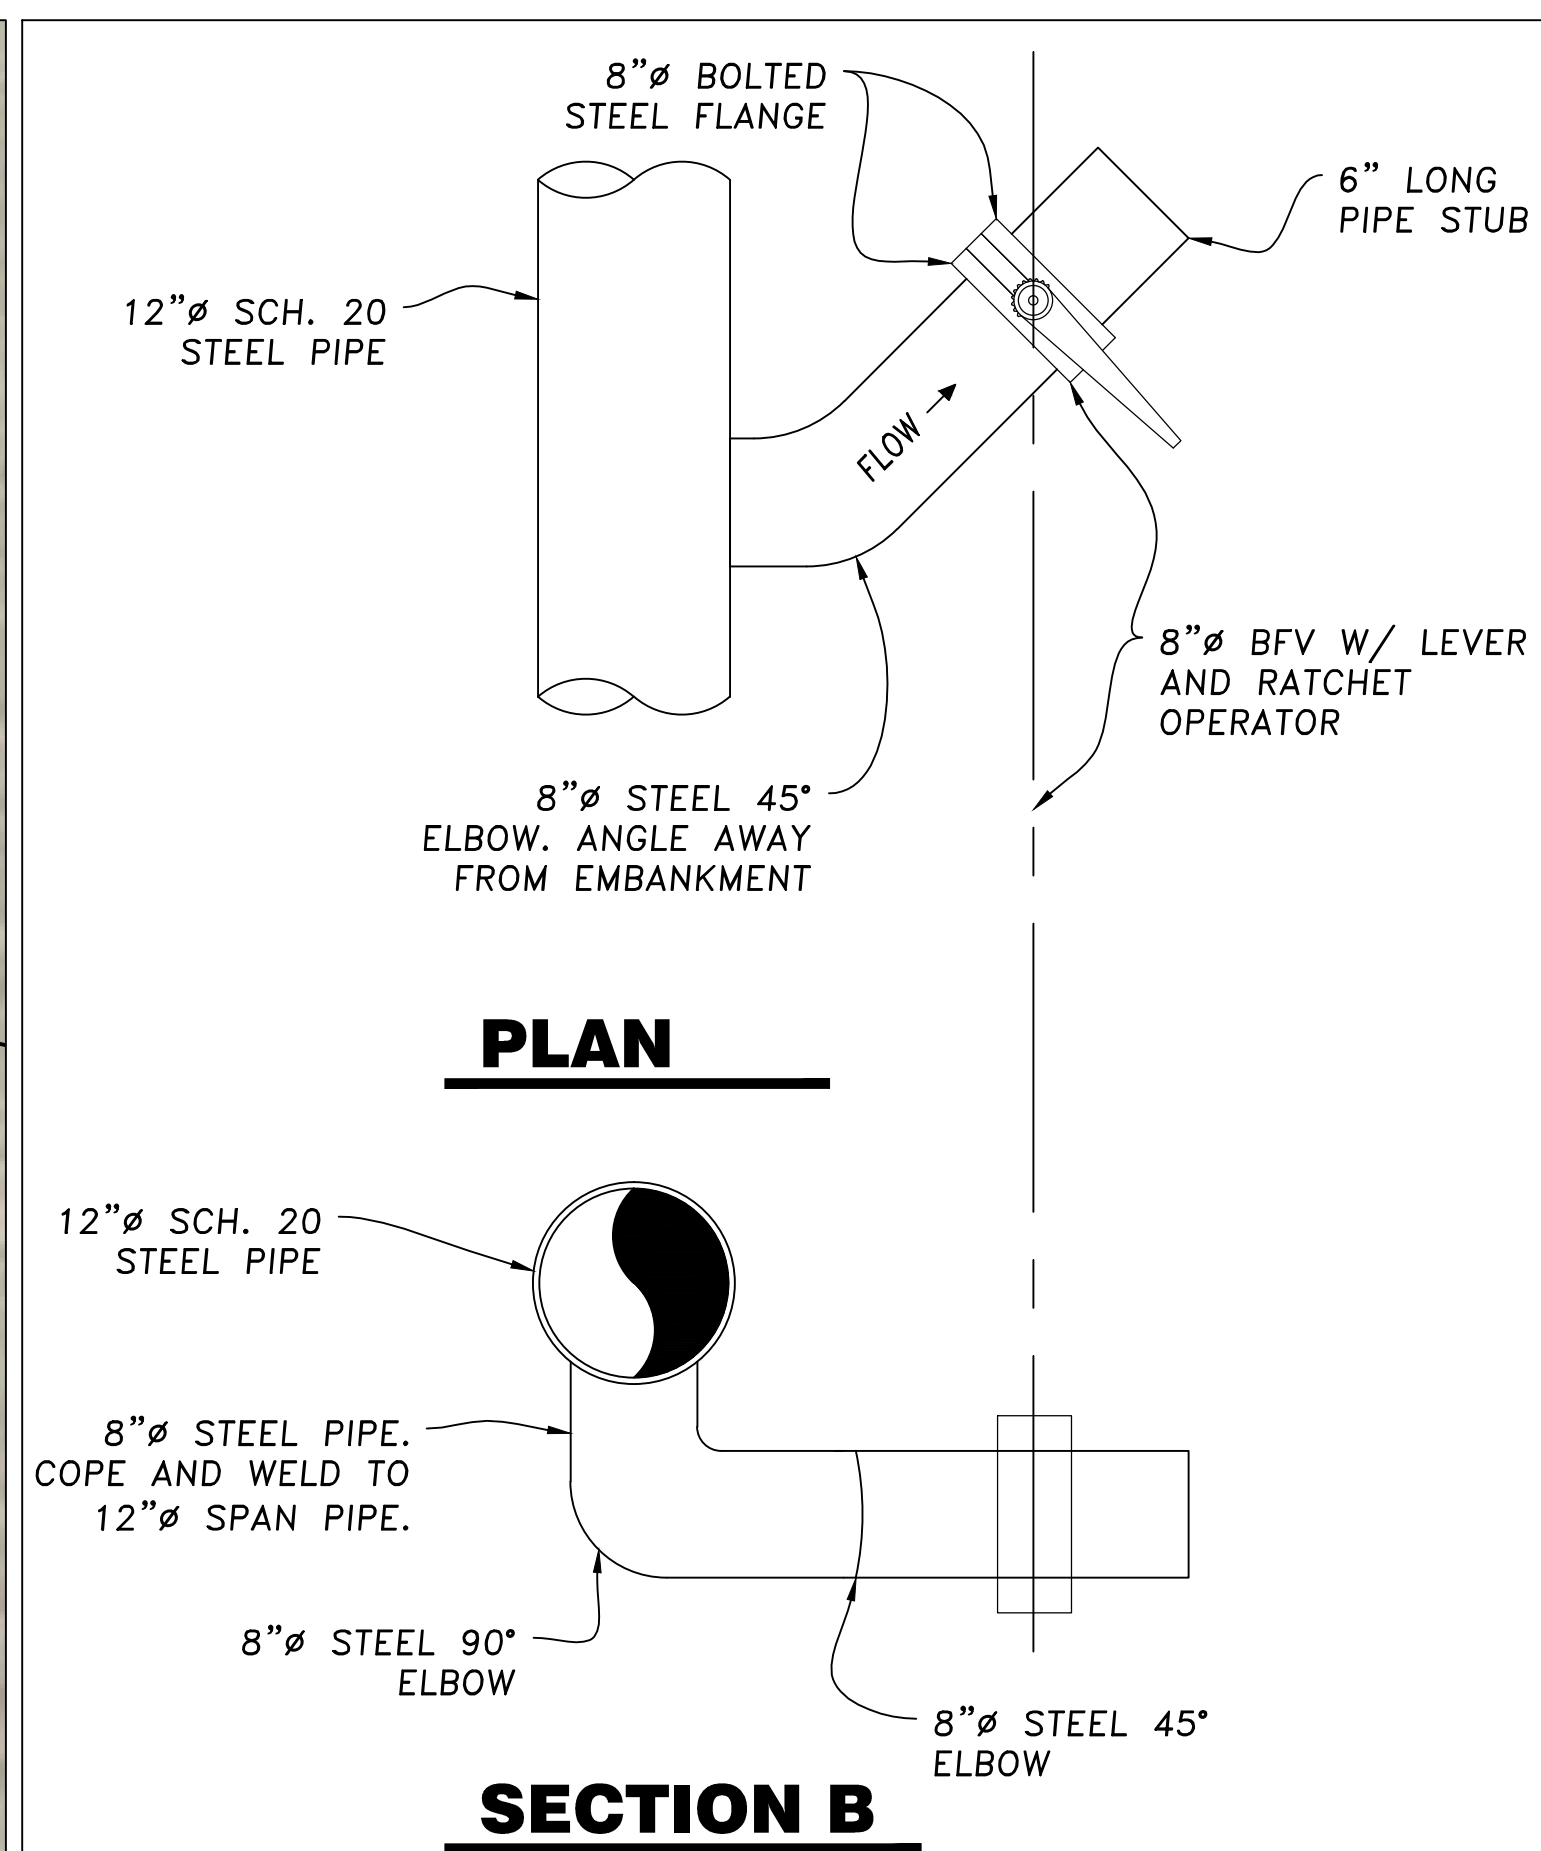 8”ø BOLTED
STEEL FLANGE
6” LONG
PIPE STUB
12”ø SCH. 20
STEEL PIPE
FLOW
8”ø BFV W/ LEVER
AND RATCHET
OPERATOR
8”ø STEEL 45°
ELBOW. ANGLE AWAY
FROM EMBANKMENT
PLAN
12”ø SCH. 20
STEEL PIPE
8”ø STEEL PIPE.
COPE AND WELD TO
12”ø SPAN PIPE.
8”ø STEEL 90°
ELBOW
8”ø STEEL 45°
ELBOW
SECTION B